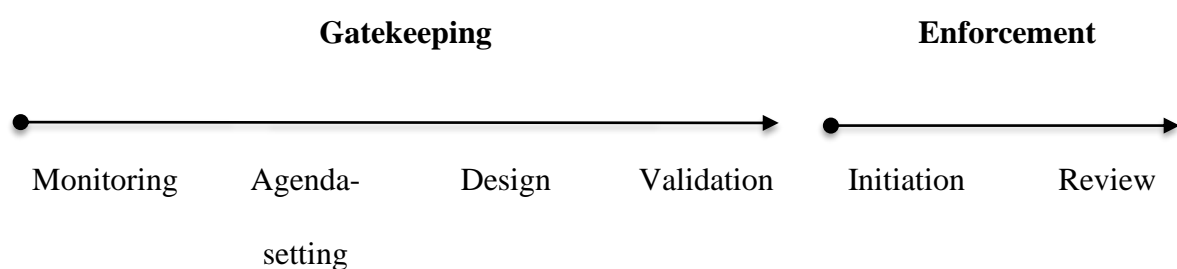 Gatekeeping Enforcement
Monitoring Agenda- Design Validation Initiation Review
setting